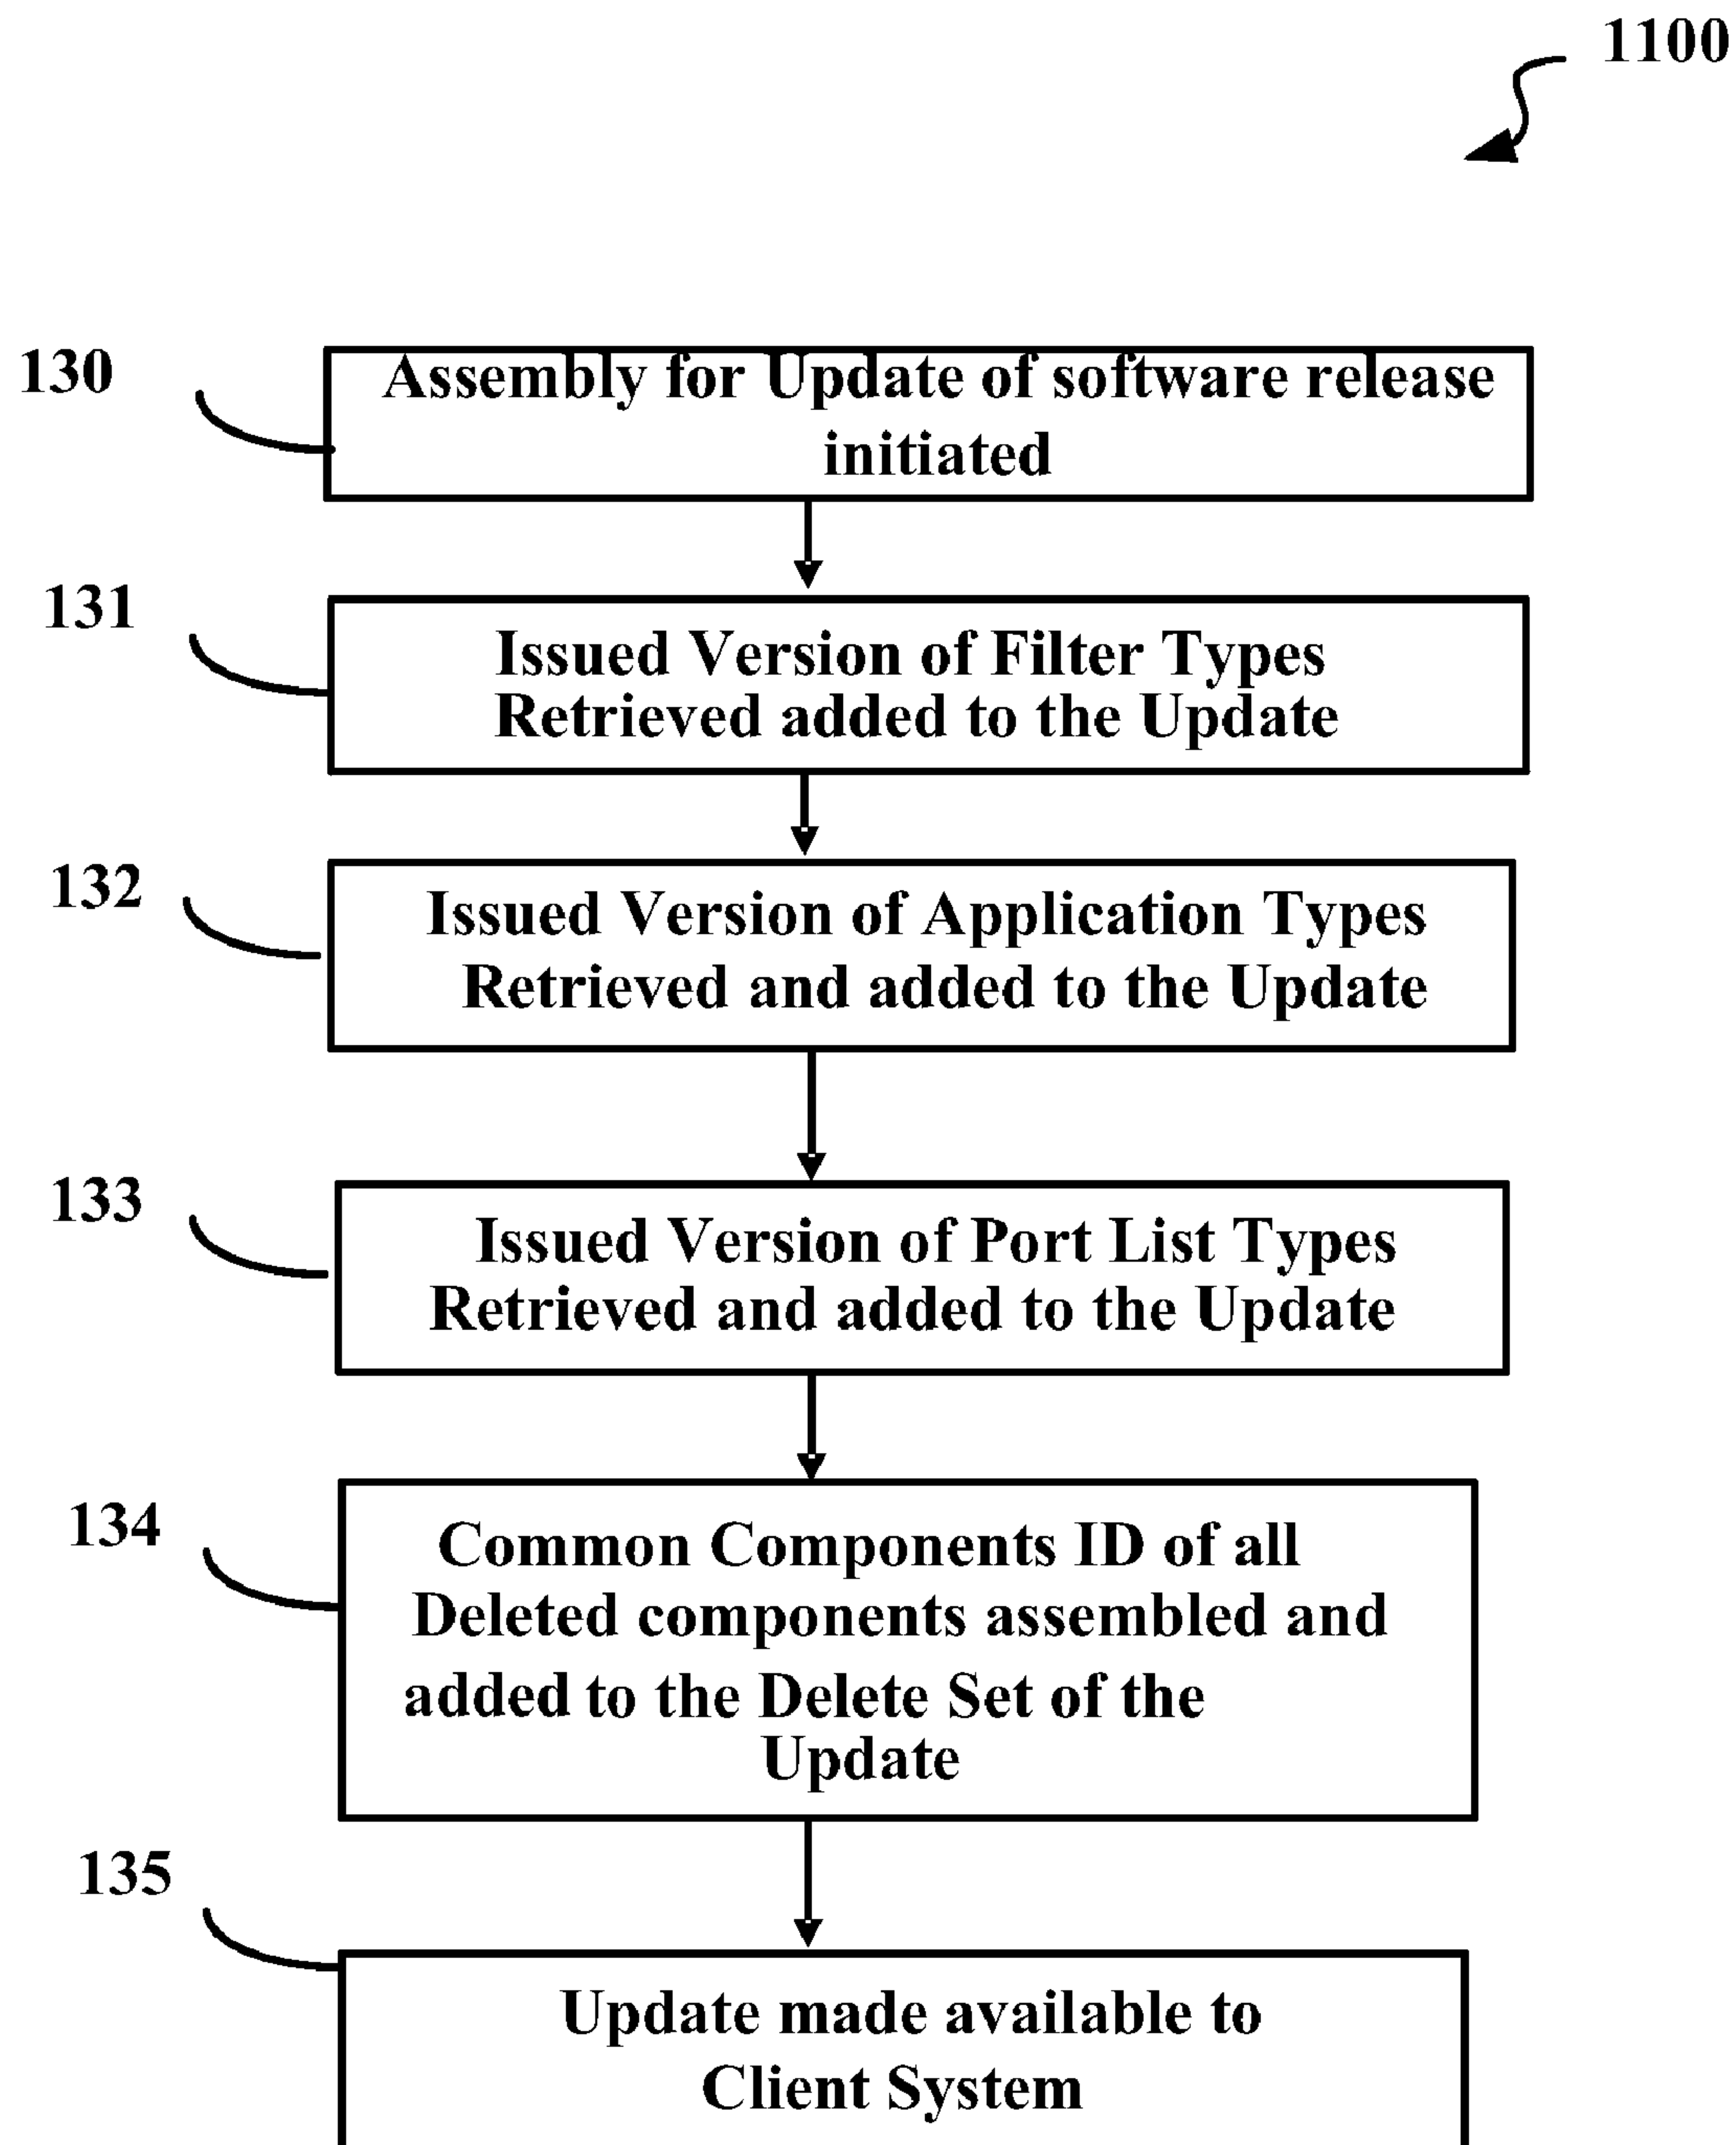 1100
130
Assembly for Update of software release
initiated
131
Issued Version of Filter Types
Retrieved added to the Update
132
Issued Version of Application Types
Retrieved and added to the Update
133
Issued Version of Port List Types
Retrieved and added to the Update
134
Common Components ID of all
Deleted components assembled and
added to the Delete Set of the
Update
135
Update made available to
Client System